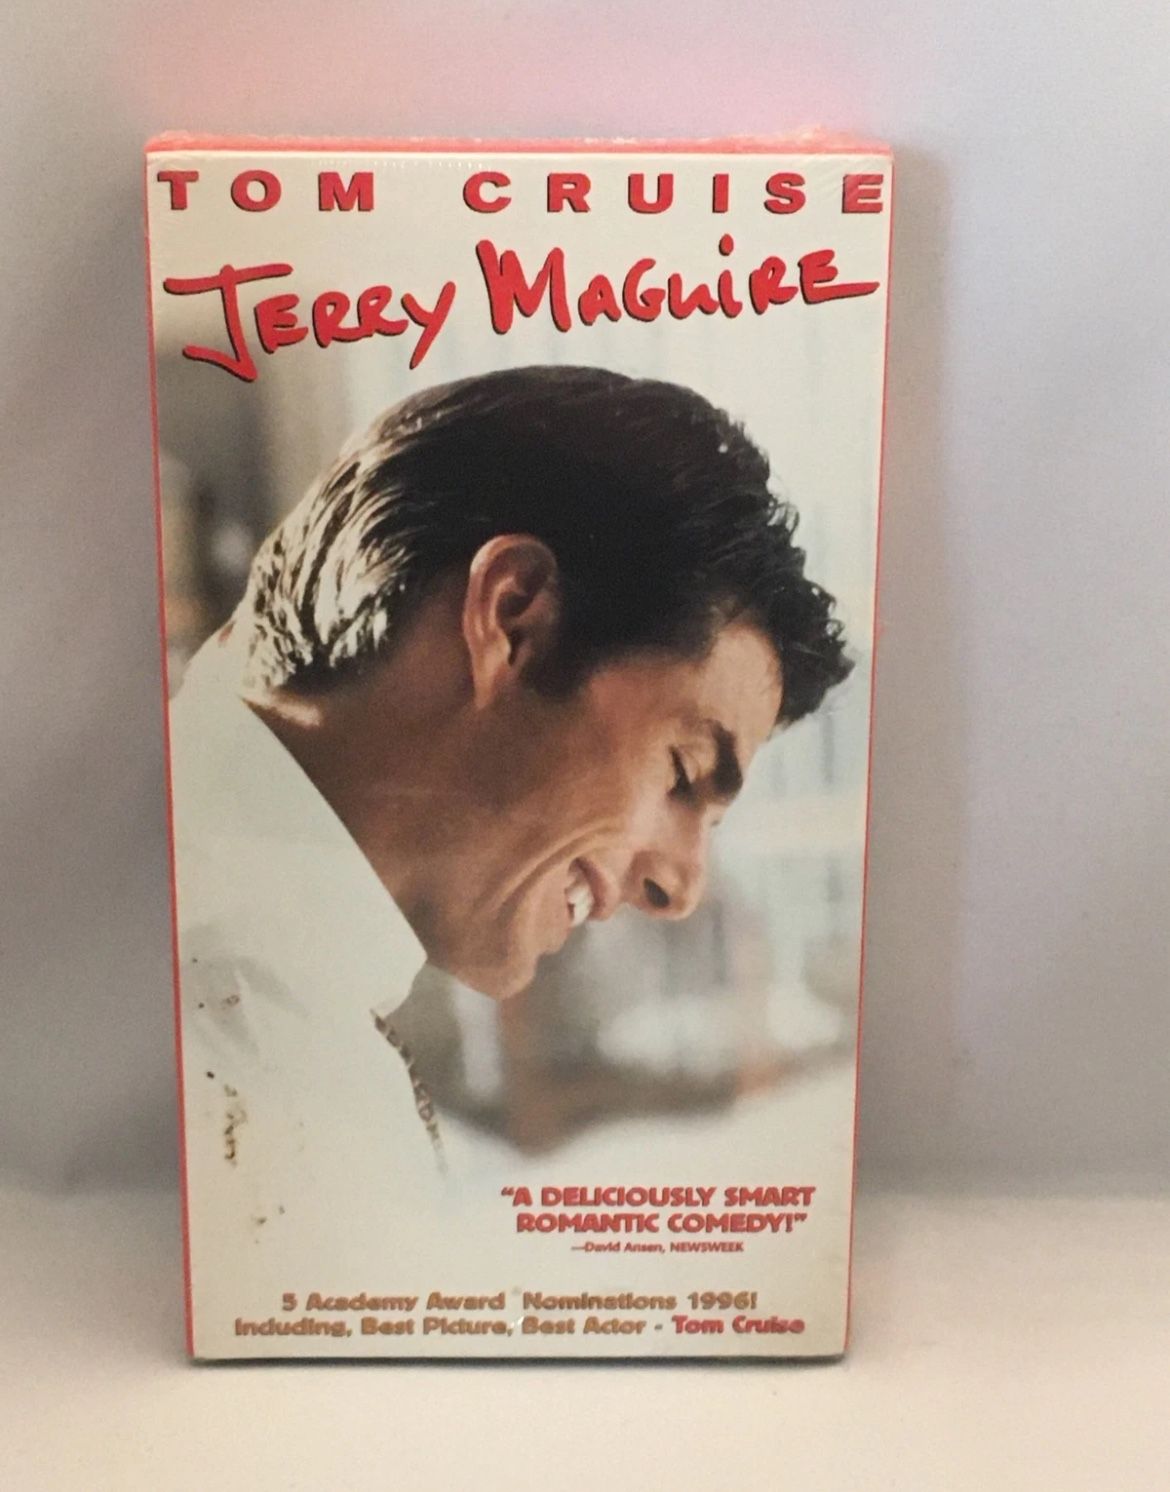 TOM CRUISE
JERRY MAGUIRE
"A DELICIOUSLY SMART
ROMANTIC COMEDY!"
—David Ansen, NEWSWEEK
5 Academy Award Nominations 1996!
Including, Best Picture, Best Actor - Tom Cruise